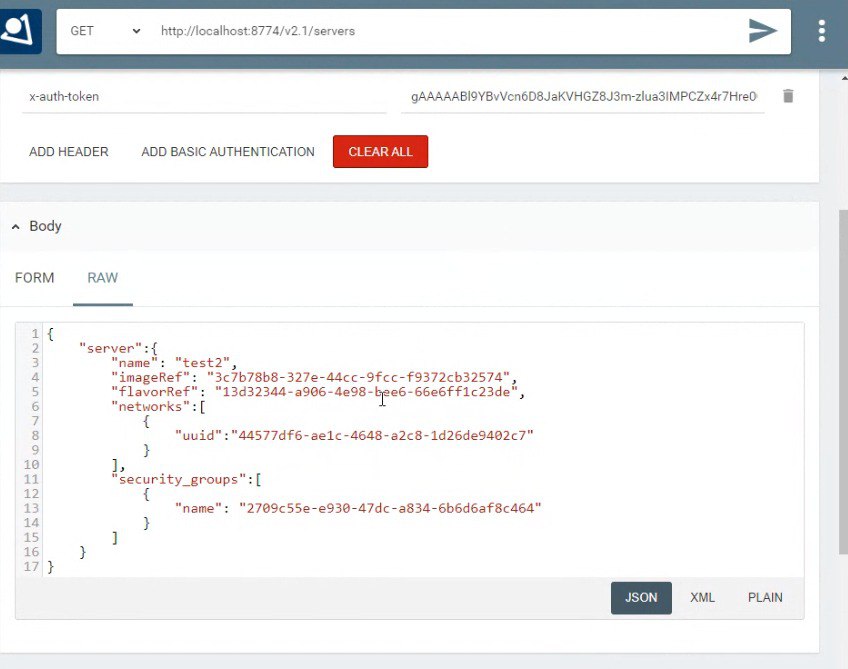 GET http://localhost:8774/v2.1/servers
x-auth-token gAAAAABl9YBvVcn6D8JaKVHGZ8J3m-zlua3IMPCZx4r7Hre0
ADD HEADER ADD BASIC AUTHENTICATION CLEAR ALL
Body
FORM RAW
1 {
2 "server":{
3 "name": "test2",
4 "imageRef": "3c7b78b8-327e-44cc-9fcc-f9372cb32574",
5 "flavorRef": "13d32344-a906-4e98-bee6-66e6ff1c23de",
6 "networks":[
7 {
8 "uuid":"44577df6-ae1c-4648-a2c8-1d26de9402c7"
9 }
10 ],
11 "security_groups":[
12 {
13 "name": "2709c55e-e930-47dc-a834-6b6d6af8c464"
14 }
15 ]
16 }
17 }
JSON XML PLAIN